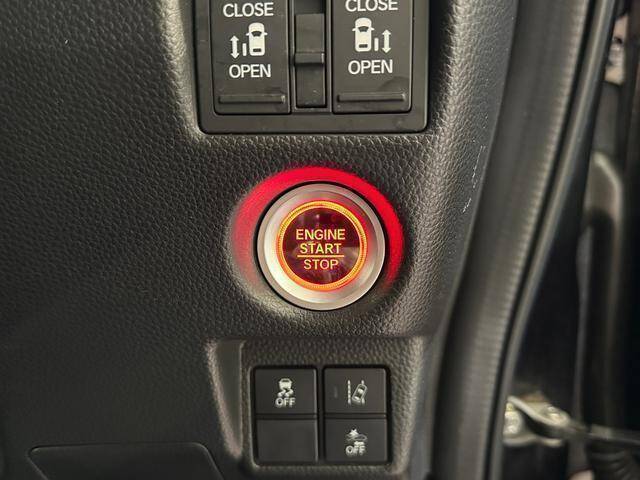 CLOSE
OPEN
CLOSE
OPEN
ENGINE
START
STOP
OFF
OFF